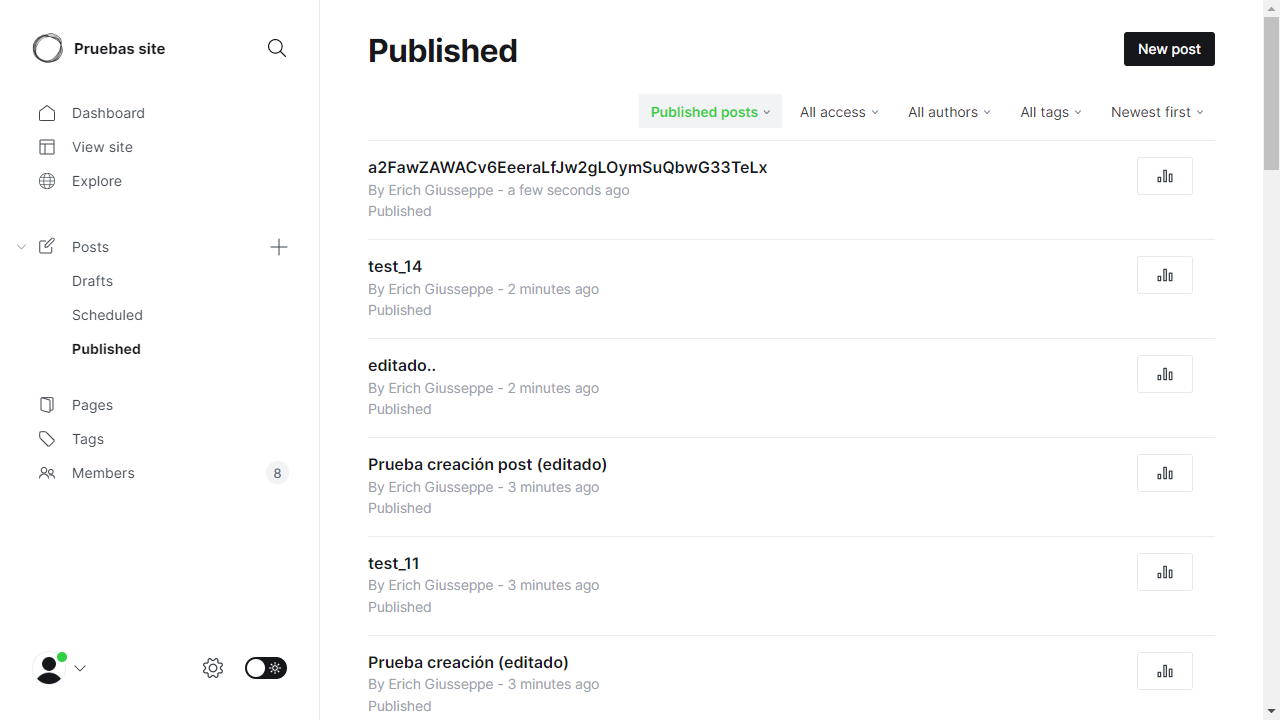 Pruebas site
Dashboard
View site
Explore
Posts
Drafts
Scheduled
Published
Pages
Tags
Members 8
Published
New post
Published posts All access All authors All tags Newest first
a2FawZAWACv6EeeraLfJw2gLOymSuQbwG33TeLx
By Erich Giusseppe - a few seconds ago
Published
test_14
By Erich Giusseppe - 2 minutes ago
Published
editado..
By Erich Giusseppe - 2 minutes ago
Published
Prueba creación post (editado)
By Erich Giusseppe - 3 minutes ago
Published
test_11
By Erich Giusseppe - 3 minutes ago
Published
Prueba creación (editado)
By Erich Giusseppe - 3 minutes ago
Published